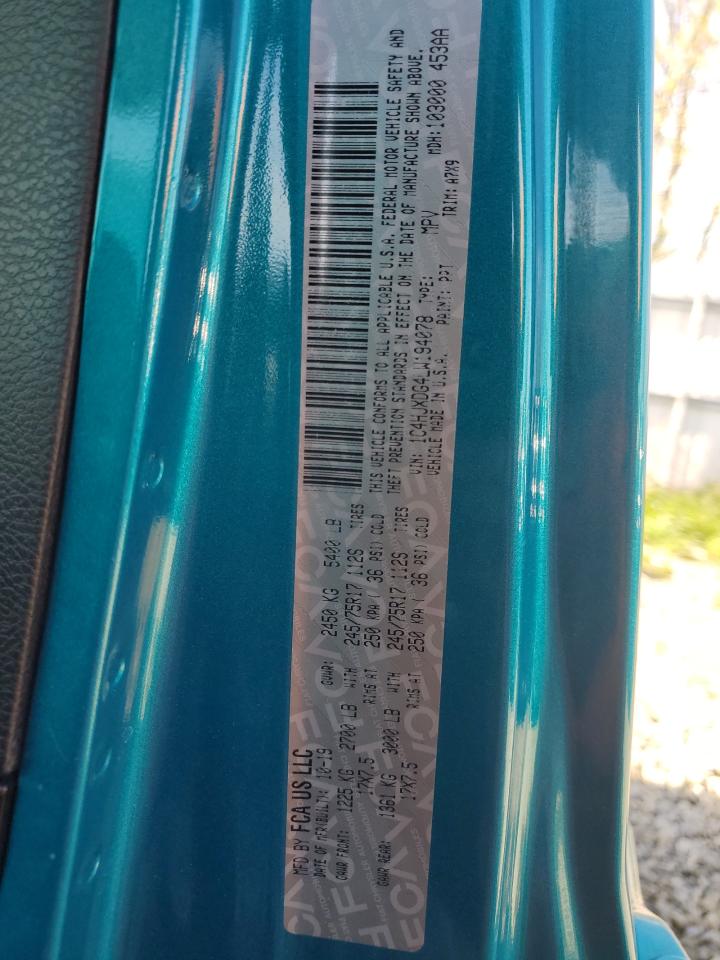 MFD BY FCA US LLC
DATE OF MFR(BUILT): 10-19 GVWR: 2450 KG 5400 LB
GAWR FRONT: 1225 KG 2700 LB WITH 245/75R17 112S TIRES
17X7.5 RIMS AT 250 KPA ( 36 PSI) COLD
GAWR REAR: 1361 KG 3000 LB WITH 245/75R17 112S TIRES
17X7.5 RIMS AT 250 KPA ( 36 PSI) COLD
THIS VEHICLE CONFORMS TO ALL APPLICABLE U.S.A. FEDERAL MOTOR VEHICLE SAFETY AND
THEFT PREVENTION STANDARDS IN EFFECT ON THE DATE OF MANUFACTURE SHOWN ABOVE.
VIN: 1C4HJXDG4LW194078 TYPE: MPV MDH: 103000 453AA
VEHICLE MADE IN U.S.A. PAINT: PPT TRIM: A7X9